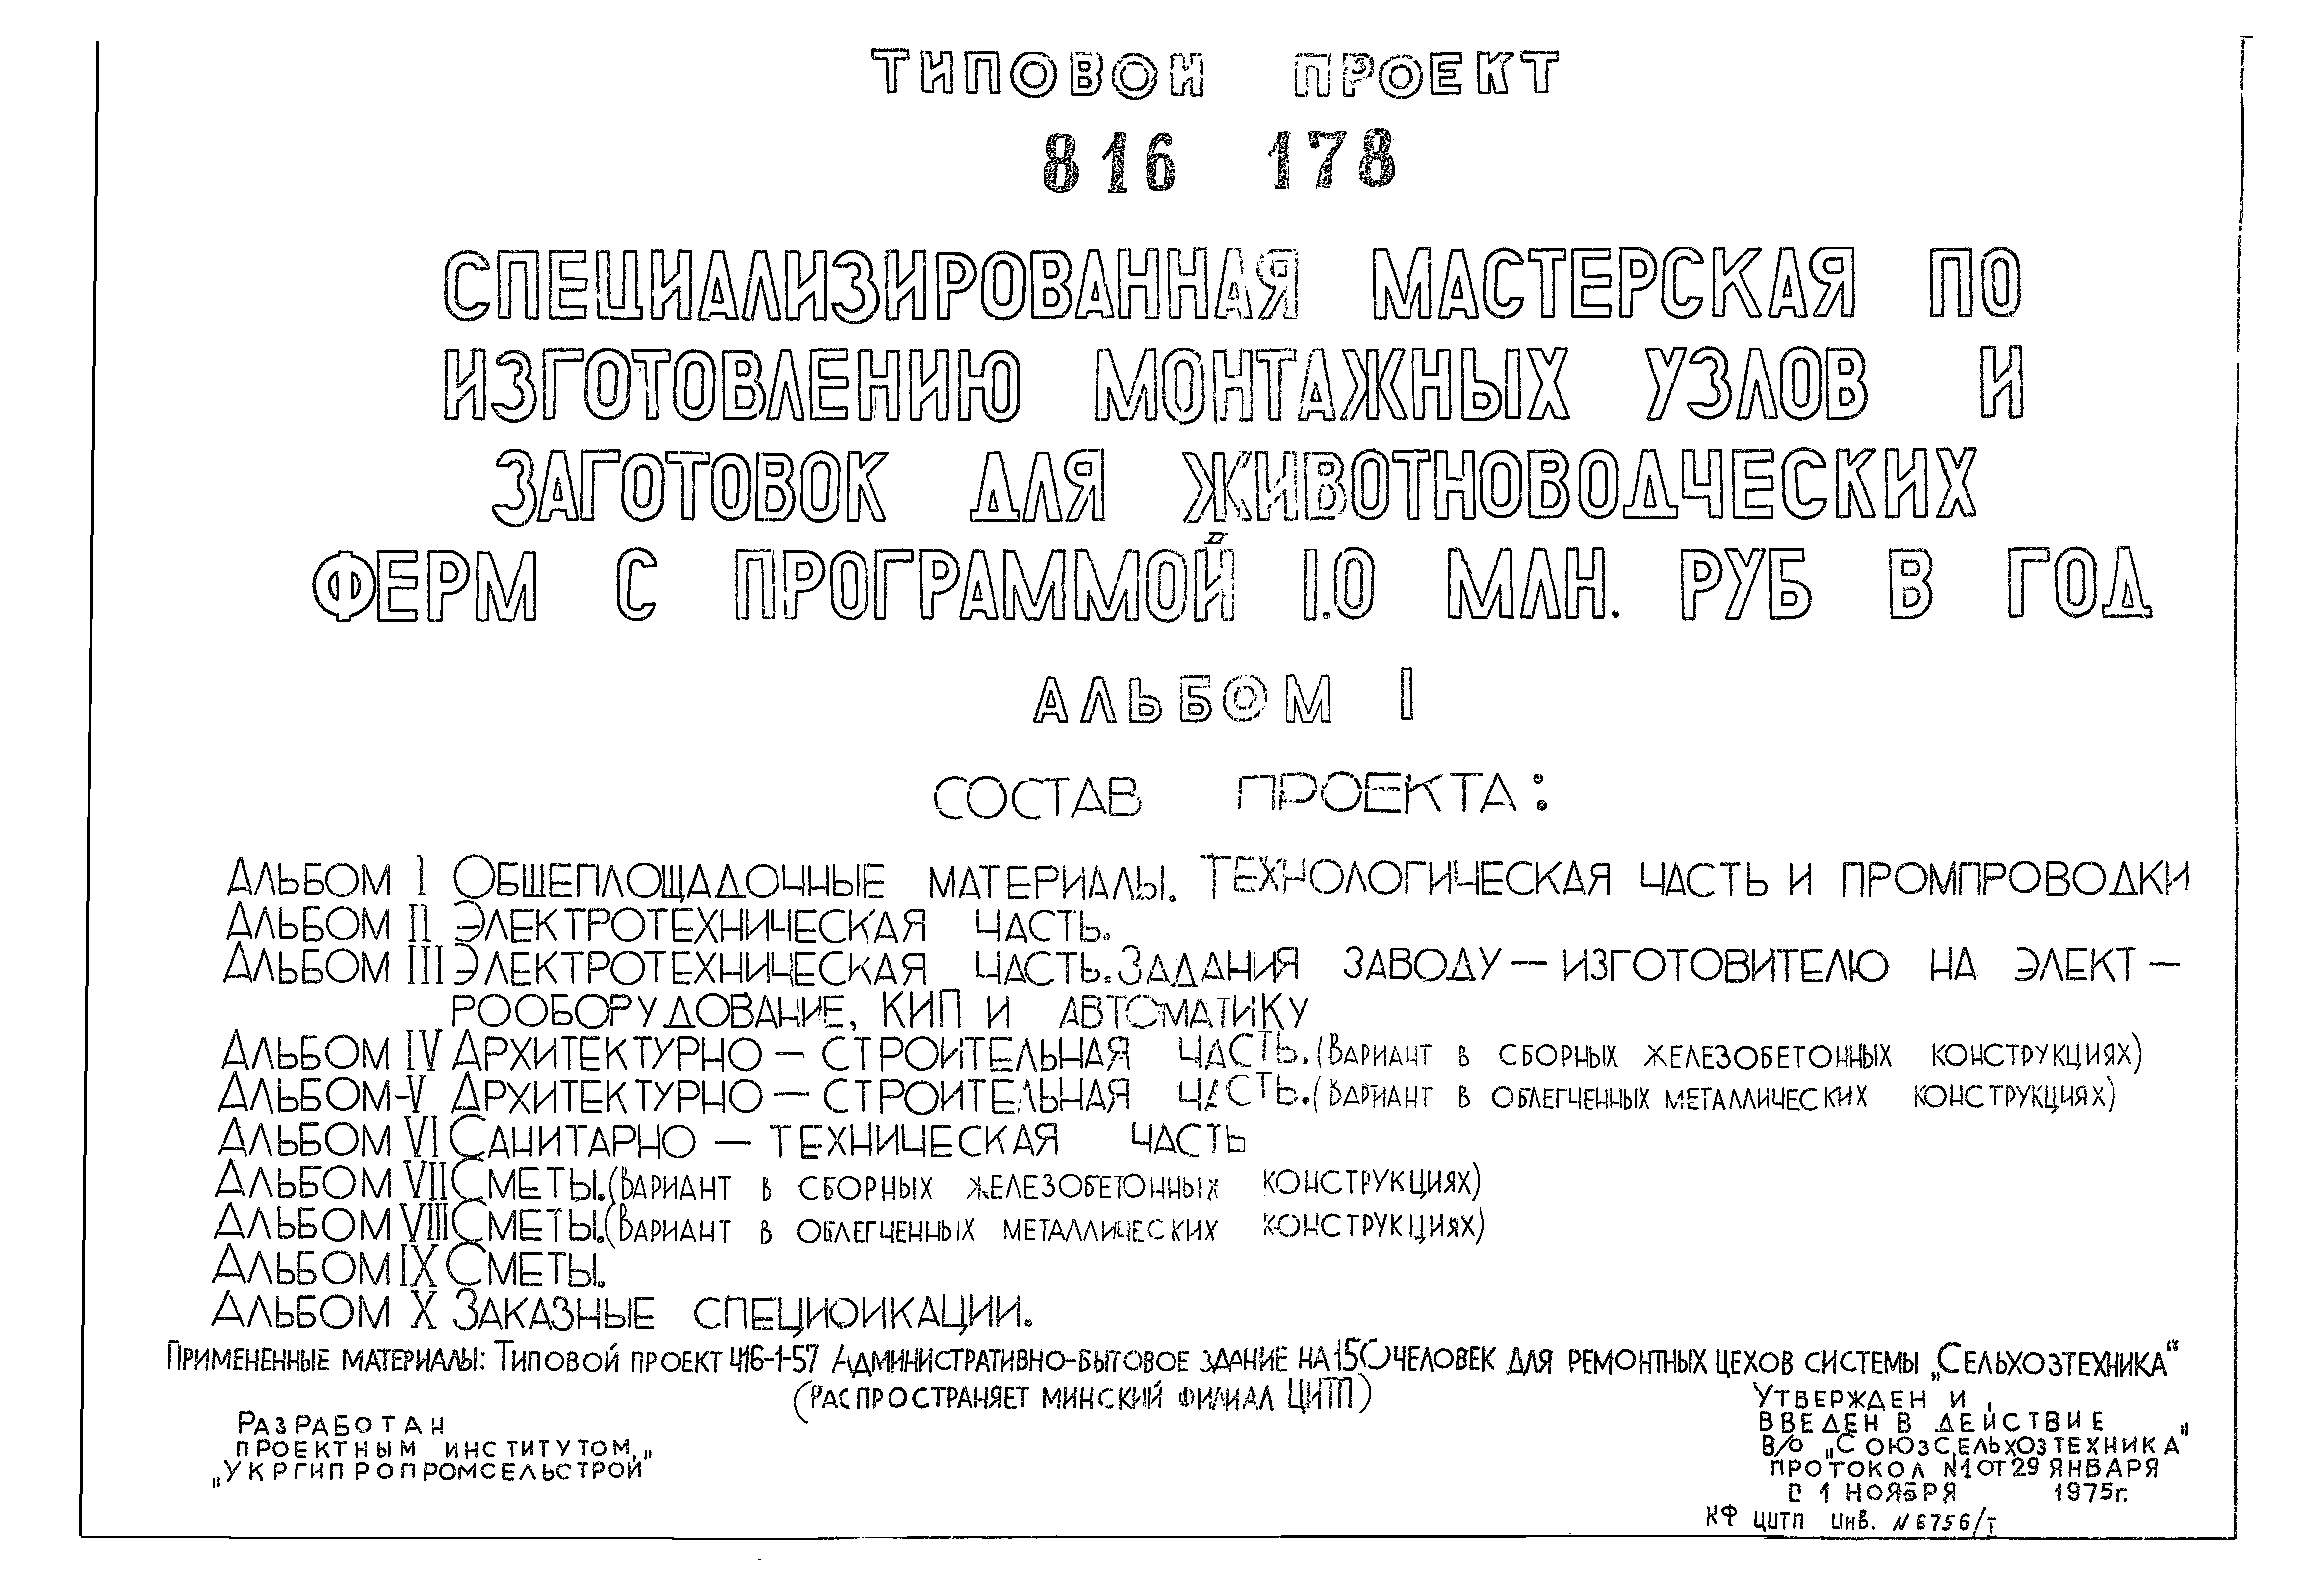 ТИПОВОИ ПРОЕКТ
816 178
СПЕЦИАЛИЗИРОВАННАЯ МАСТЕРСКАЯ ПО
ИЗГОТОВЛЕНИЮ МОНТАЖНЫХ УЗЛОВ И
ЗАГОТОВОК ДЛЯ ЖИВОТНОВОДЧЕСКИХ
ФЕРМ С ПРОГРАММОЙ 1.0 МЛН. РУБ В ГОД
АЛЬБОМ I
СОСТАВ ПРОЕКТА:
АЛЬБОМ I ОБШЕПЛОЩАДОЧНЫЕ МАТЕРИАЛЫ. ТЕХНОЛОГИЧЕСКАЯ ЧАСТЬ И ПРОМПРОВОДКИ
АЛЬБОМ II ЭЛЕКТРОТЕХНИЧЕСКАЯ ЧАСТЬ.
АЛЬБОМ III ЭЛЕКТРОТЕХНИЧЕСКАЯ ЧАСТЬ. ЗАДАНИЯ ЗАВОДУ — ИЗГОТОВИТЕЛЮ НА ЭЛЕКТ —
РООБОРУДОВАНИЕ, КИП И АВТОМАТИКУ
АЛЬБОМ IV АРХИТЕКТУРНО — СТРОИТЕЛЬНАЯ ЧАСТЬ. (ВАРИАНТ В СБОРНЫХ ЖЕЛЕЗОБЕТОННЫХ КОНСТРУКЦИЯХ)
АЛЬБОМ-V АРХИТЕКТУРНО — СТРОИТЕЛЬНАЯ ЧАСТЬ. (ВАРИАНТ В ОБЛЕГЧЕННЫХ МЕТАЛЛИЧЕСКИХ КОНСТРУКЦИЯХ)
АЛЬБОМ VI САНИТАРНО — ТЕХНИЧЕСКАЯ ЧАСТЬ
АЛЬБОМ VII СМЕТЫ. (ВАРИАНТ В СБОРНЫХ ЖЕЛЕЗОБЕТОННЫХ КОНСТРУКЦИЯХ)
АЛЬБОМ VIII СМЕТЫ. (ВАРИАНТ В ОБЛЕГЧЕННЫХ МЕТАЛЛИЧЕСКИХ КОНСТРУКЦИЯХ)
АЛЬБОМ IX СМЕТЫ.
АЛЬБОМ X ЗАКАЗНЫЕ СПЕЦИФИКАЦИИ.
ПРИМЕНЕННЫЕ МАТЕРИАЛЫ: ТИПОВОЙ ПРОЕКТ 416-1-57 АДМИНИСТРАТИВНО-БЫТОВОЕ ЗДАНИЕ НА 150 ЧЕЛОВЕК ДЛЯ РЕМОНТНЫХ ЦЕХОВ СИСТЕМЫ „СЕЛЬХОЗТЕХНИКА“
(РАСПРОСТРАНЯЕТ МИНСКИЙ ФИЛИАЛ ЦИТП)
РАЗРАБОТАН
ПРОЕКТНЫМ ИНСТИТУТОМ
„УКРГИПРОПРОМСЕЛЬСТРОЙ"
УТВЕРЖДЕН И
ВВЕДЕН В ДЕЙСТВИЕ
В/О „СОЮЗСЕЛЬХОЗТЕХНИКА"
ПРОТОКОЛ №1 ОТ 29 ЯНВАРЯ
С 1 НОЯБРЯ 1975г.
КФ ЦИТП ИНВ. №6756/I